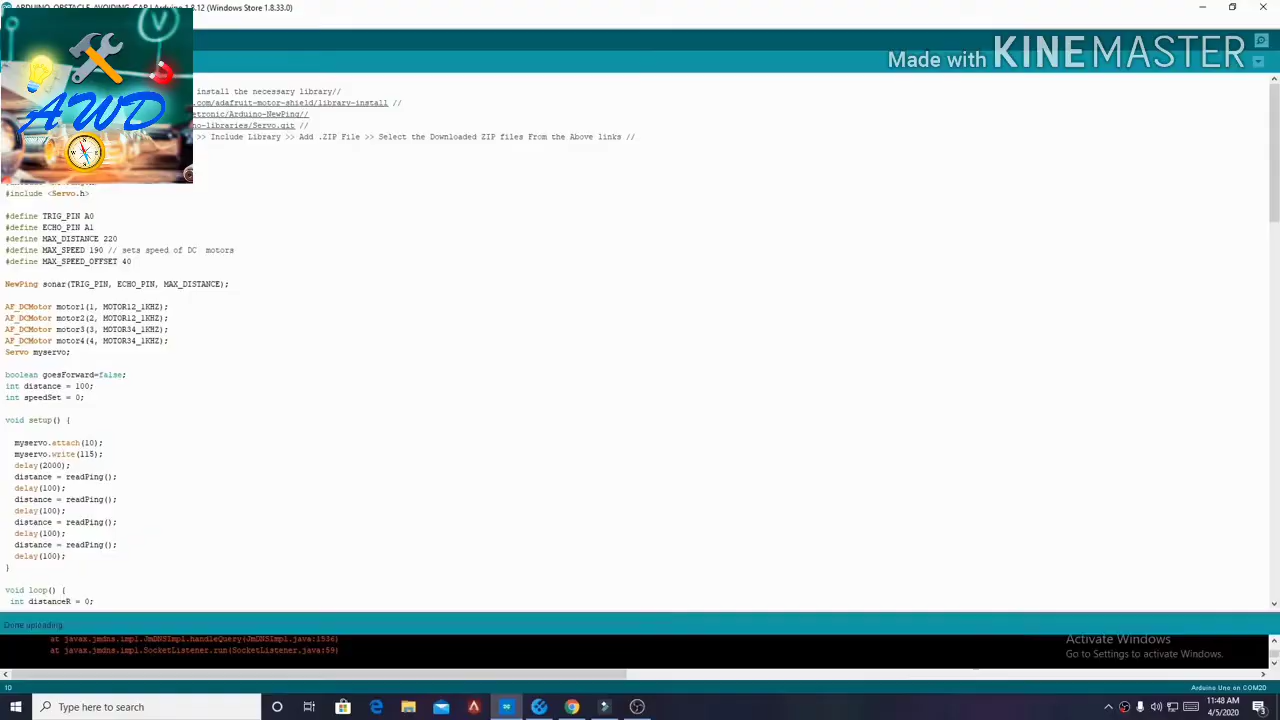 ARDUINO_OBSTACLE_AVOIDING_CAR | Arduino 1.8.12 (Windows Store 1.8.33.0)
Made with KINEMASTER
V
AWD
install the necessary library//
.com/adafruit-motor-shield/library-install //
etronic/Arduino-NewPing//
no-libraries/Servo.git //
>> Include Library >> Add .ZIP File >> Select the Downloaded ZIP files From the Above links //
#include <Servo.h>
#define TRIG_PIN A0
#define ECHO_PIN A1
#define MAX_DISTANCE 220
#define MAX_SPEED 190 // sets speed of DC  motors
#define MAX_SPEED_OFFSET 40
NewPing sonar(TRIG_PIN, ECHO_PIN, MAX_DISTANCE);
AF_DCMotor motor1(1, MOTOR12_1KHZ);
AF_DCMotor motor2(2, MOTOR12_1KHZ);
AF_DCMotor motor3(3, MOTOR34_1KHZ);
AF_DCMotor motor4(4, MOTOR34_1KHZ);
Servo myservo;
boolean goesForward=false;
int distance = 100;
int speedSet = 0;
void setup() {
myservo.attach(10);
myservo.write(115);
delay(2000);
distance = readPing();
delay(100);
distance = readPing();
delay(100);
distance = readPing();
delay(100);
distance = readPing();
delay(100);
}
void loop() {
int distanceR = 0;
Done uploading.
at javax.jmdns.impl.JmDNSImpl.handleQuery(JmDNSImpl.java:1536)
at javax.jmdns.impl.SocketListener.run(SocketListener.java:59)
Activate Windows
Go to Settings to activate Windows.
10
Arduino Uno on COM20
Type here to search
11:48 AM
4/5/2020
3